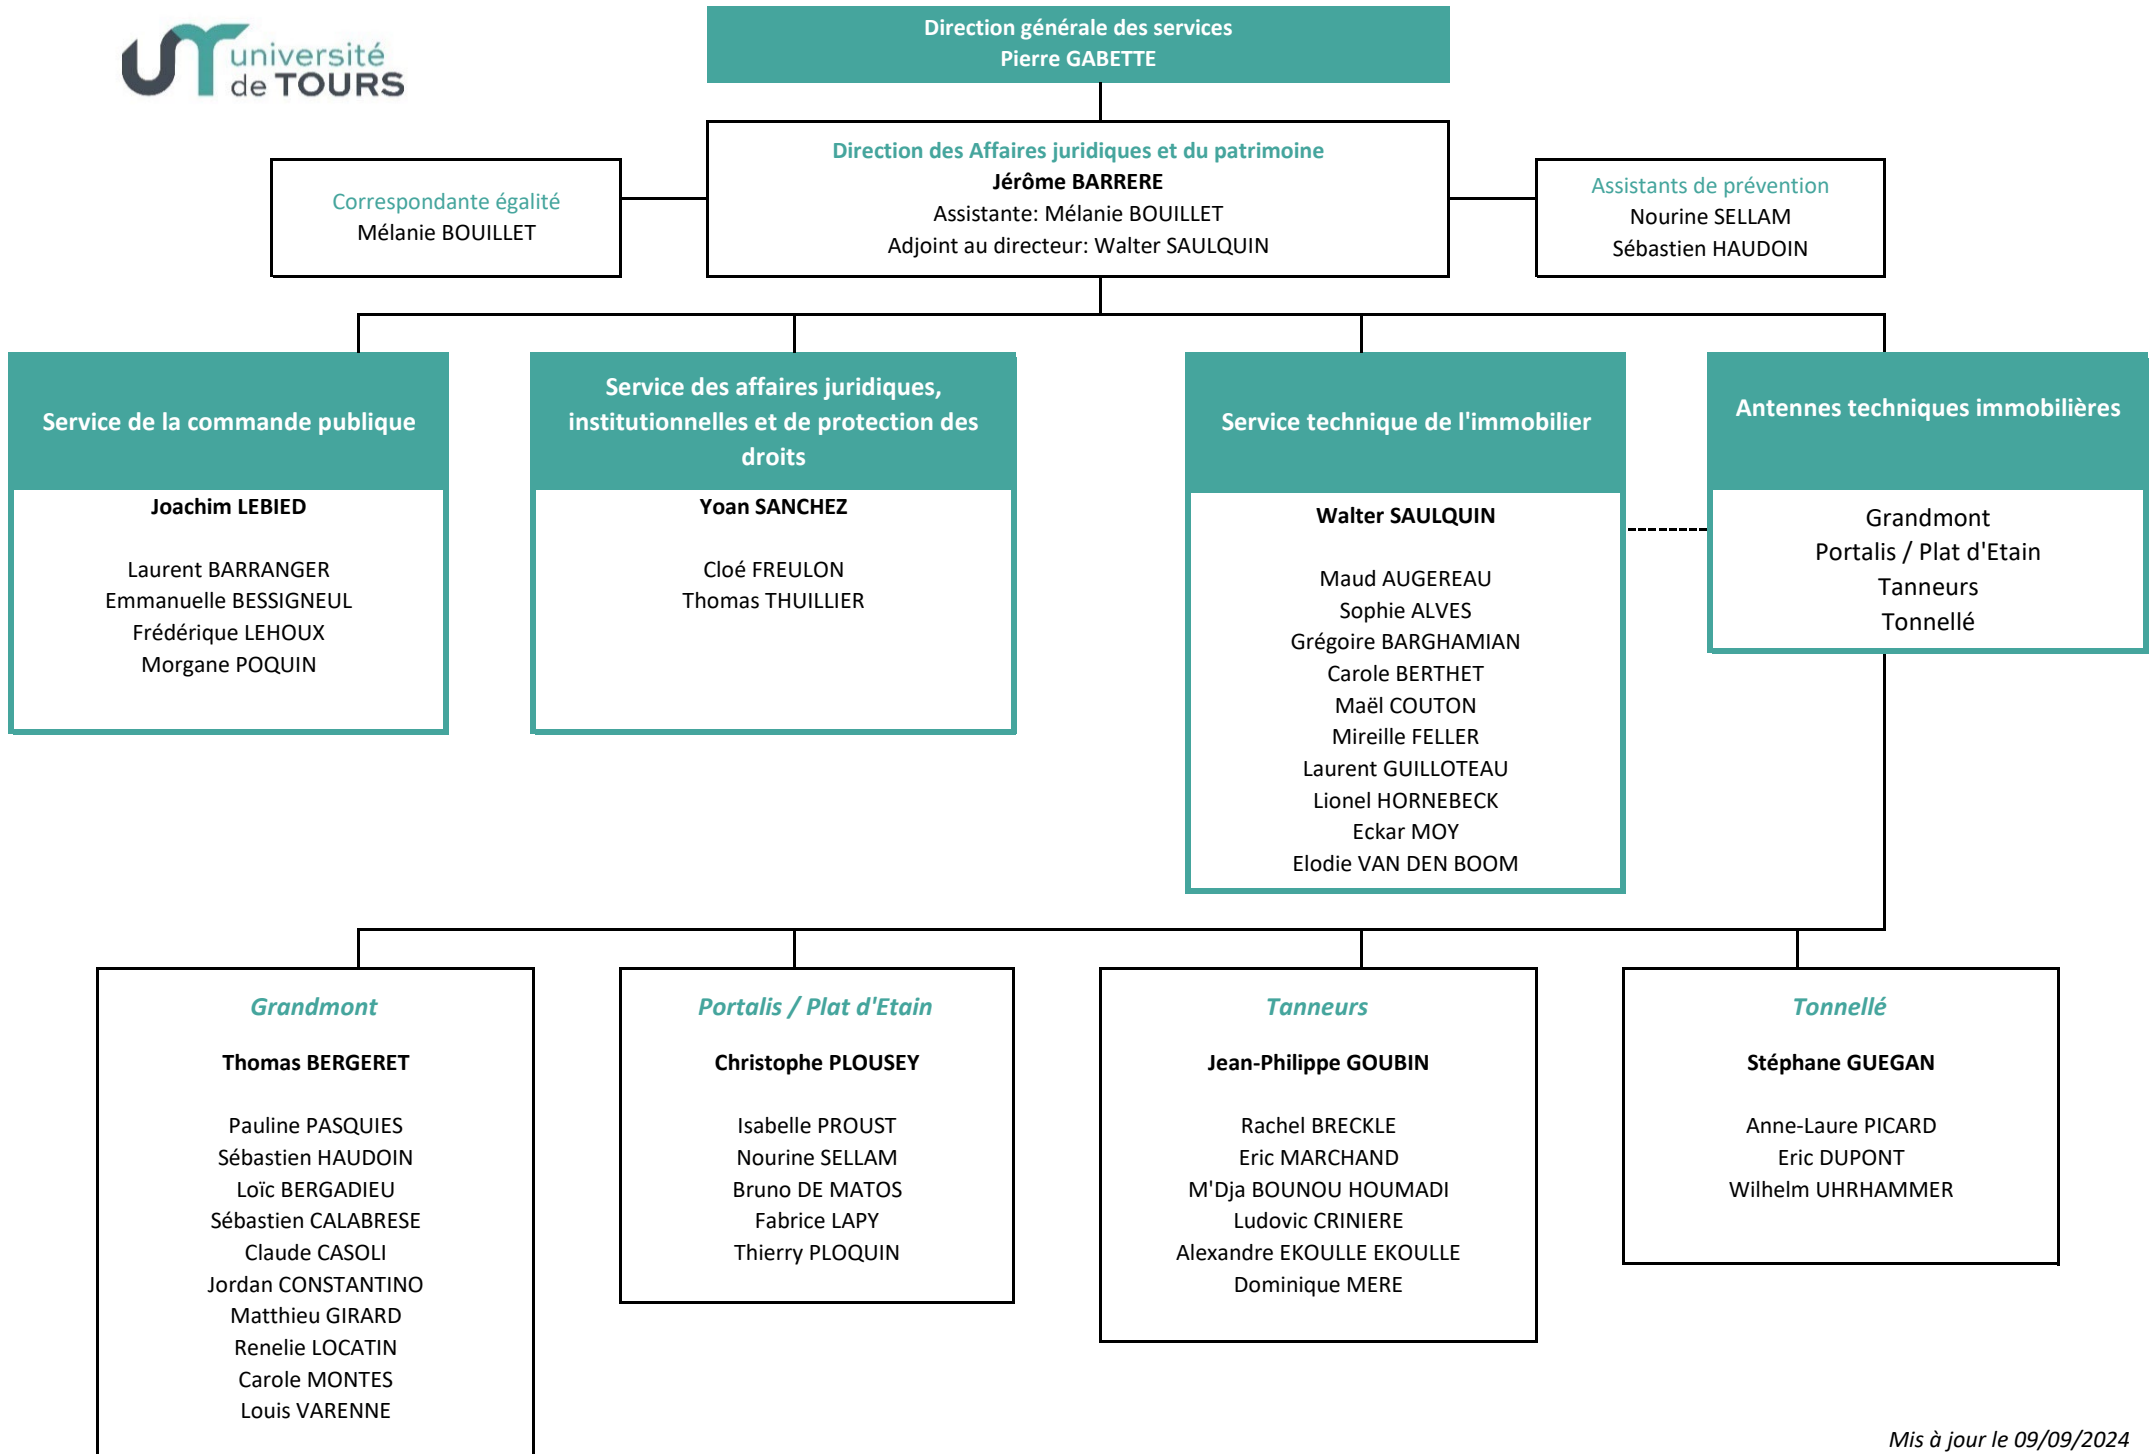 université
de TOURS
Direction générale des services
Pierre GABETTE
Direction des Affaires juridiques et du patrimoine
Jérôme BARRERE
Assistante: Mélanie BOUILLET
Adjoint au directeur: Walter SAULQUIN
Correspondante égalité
Mélanie BOUILLET
Assistants de prévention
Nourine SELLAM
Sébastien HAUDOIN
Service de la commande publique
Joachim LEBIED
Laurent BARRANGER
Emmanuelle BESSIGNEUL
Frédérique LEHOUX
Morgane POQUIN
Service des affaires juridiques,
institutionnelles et de protection des
droits
Yoan SANCHEZ
Cloé FREULON
Thomas THUILLIER
Service technique de l'immobilier
Walter SAULQUIN
Maud AUGEREAU
Sophie ALVES
Grégoire BARGHAMIAN
Carole BERTHET
Maël COUTON
Mireille FELLER
Laurent GUILLOTEAU
Lionel HORNEBECK
Eckar MOY
Elodie VAN DEN BOOM
Antennes techniques immobilières
Grandmont
Portalis / Plat d'Etain
Tanneurs
Tonnellé
Grandmont
Thomas BERGERET
Pauline PASQUIES
Sébastien HAUDOIN
Loïc BERGADIEU
Sébastien CALABRESE
Claude CASOLI
Jordan CONSTANTINO
Matthieu GIRARD
Renelie LOCATIN
Carole MONTES
Louis VARENNE
Portalis / Plat d'Etain
Christophe PLOUSEY
Isabelle PROUST
Nourine SELLAM
Bruno DE MATOS
Fabrice LAPY
Thierry PLOQUIN
Tanneurs
Jean-Philippe GOUBIN
Rachel BRECKLE
Eric MARCHAND
M'Dja BOUNOU HOUMADI
Ludovic CRINIERE
Alexandre EKOULLE EKOULLE
Dominique MERE
Tonnellé
Stéphane GUEGAN
Anne-Laure PICARD
Eric DUPONT
Wilhelm UHRHAMMER
Mis à jour le 09/09/2024